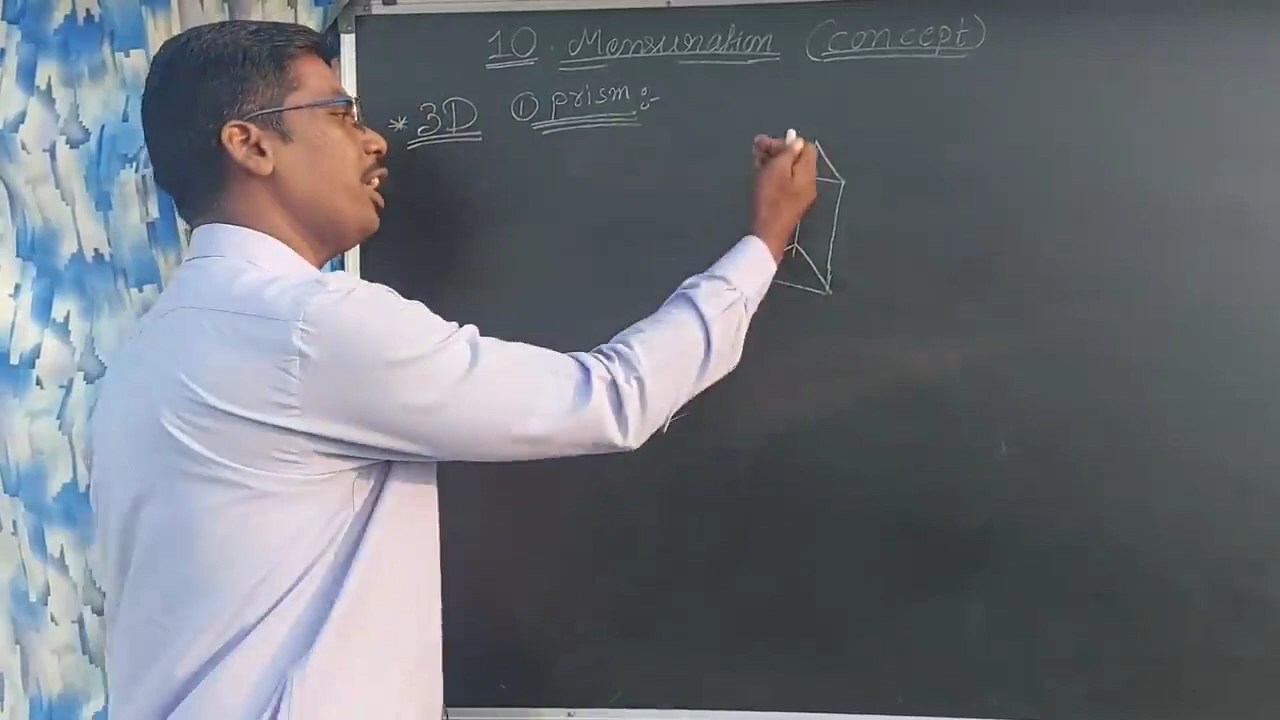 10. Mensuration (concept)
* 3D ① prism :-